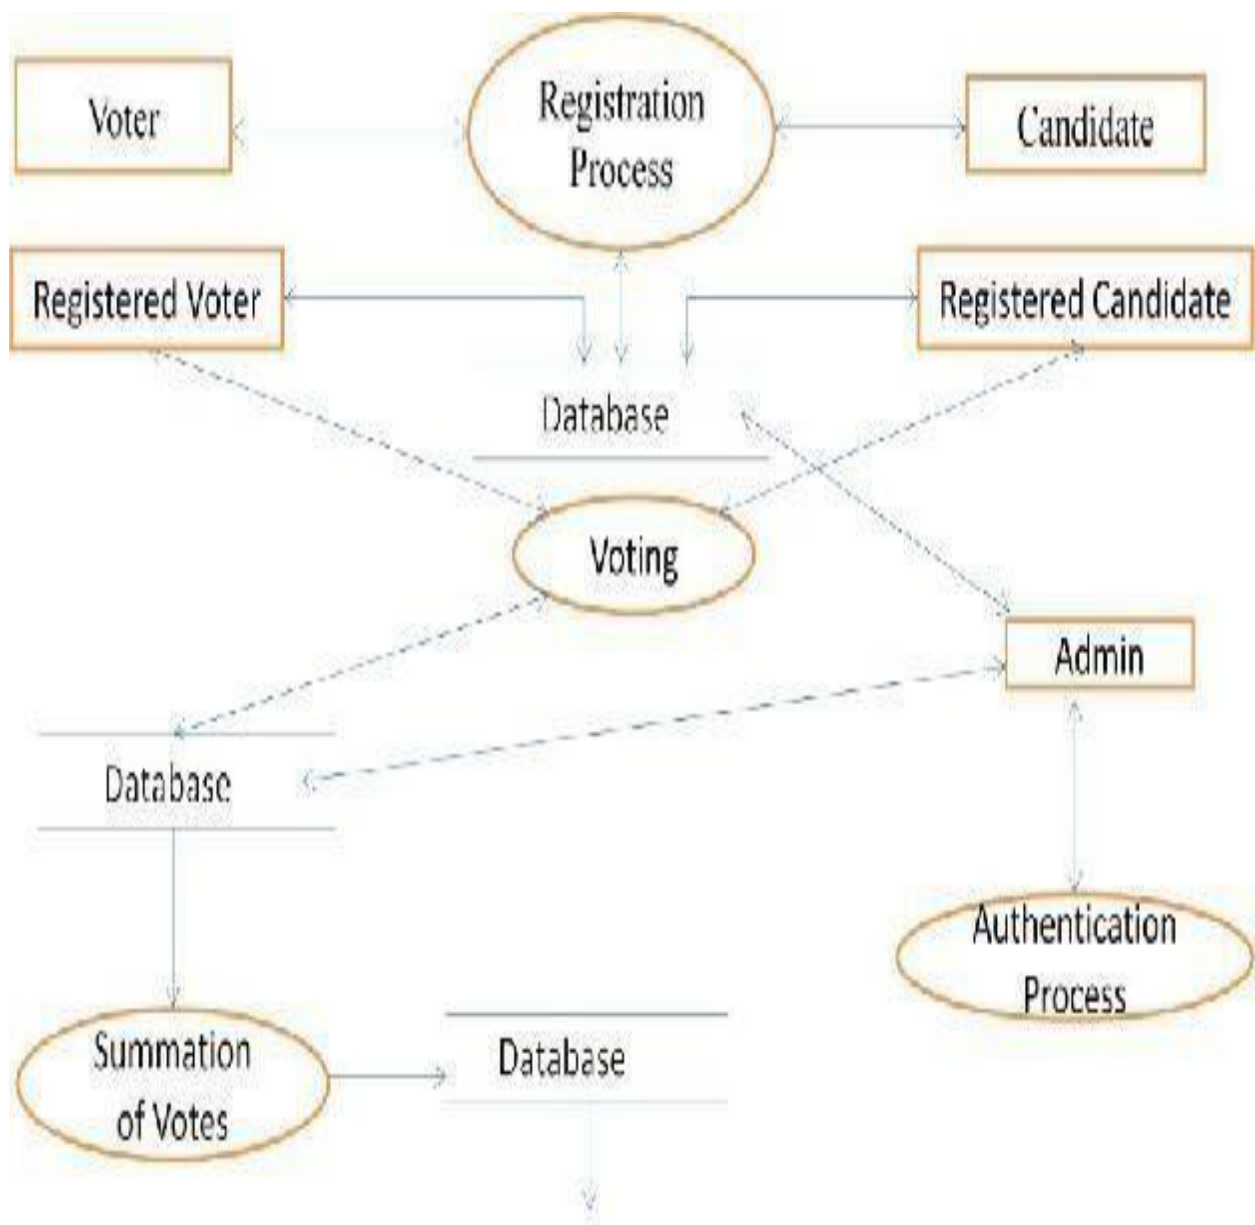 Voter
Registration
Process
Candidate
Registered Voter
Registered Candidate
Database
Voting
Admin
Database
Authentication
Process
Summation
of Votes
Database